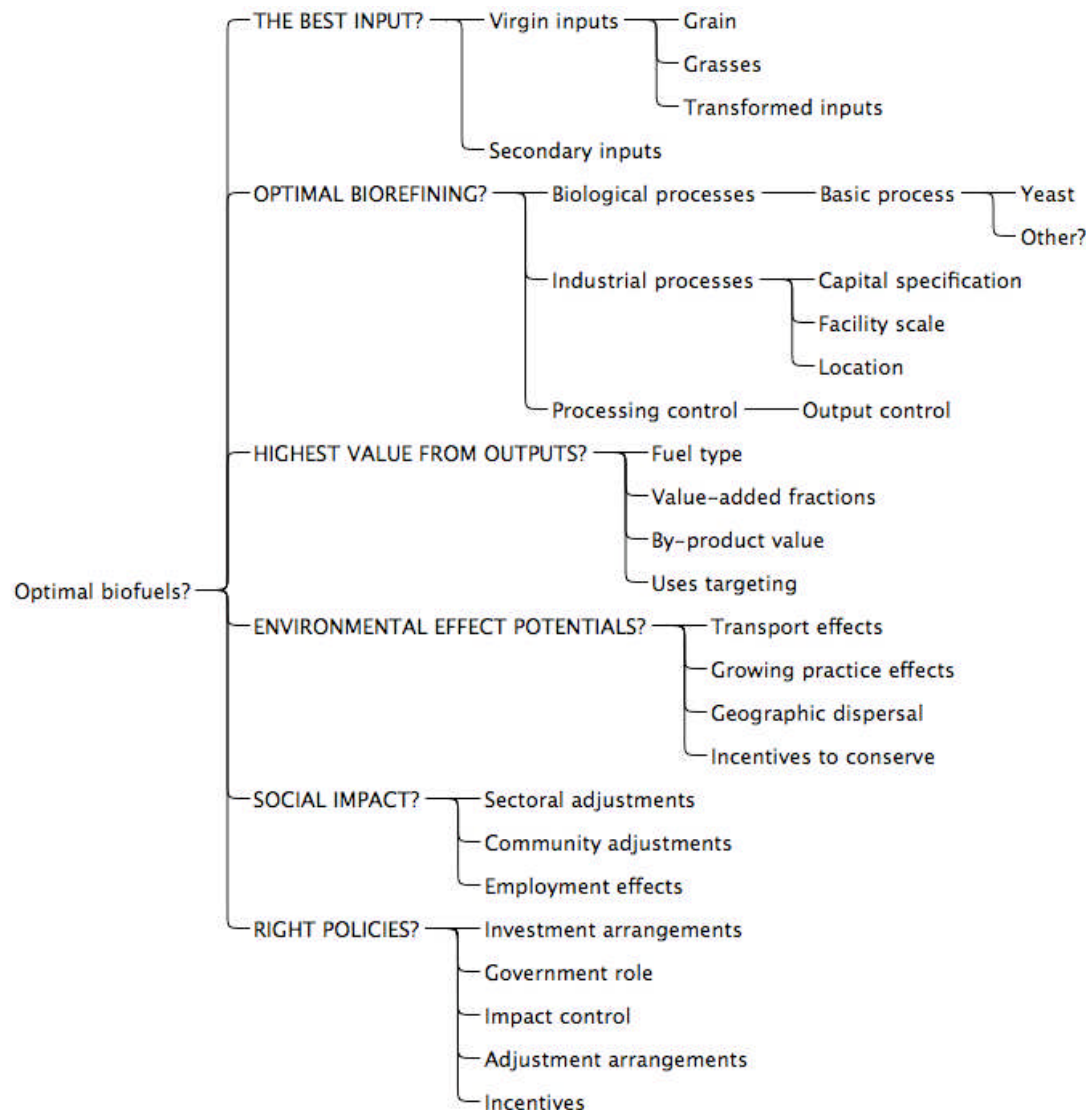 THE BEST INPUT? Virgin inputs Grain
Grasses
Transformed inputs
Secondary inputs
OPTIMAL BIOREFINING? Biological processes Basic process Yeast
Other?
Industrial processes Capital specification
Facility scale
Location
Processing control Output control
HIGHEST VALUE FROM OUTPUTS? Fuel type
Value-added fractions
By-product value
Uses targeting
Optimal biofuels?
ENVIRONMENTAL EFFECT POTENTIALS? Transport effects
Growing practice effects
Geographic dispersal
Incentives to conserve
SOCIAL IMPACT? Sectoral adjustments
Community adjustments
Employment effects
RIGHT POLICIES? Investment arrangements
Government role
Impact control
Adjustment arrangements
Incentives